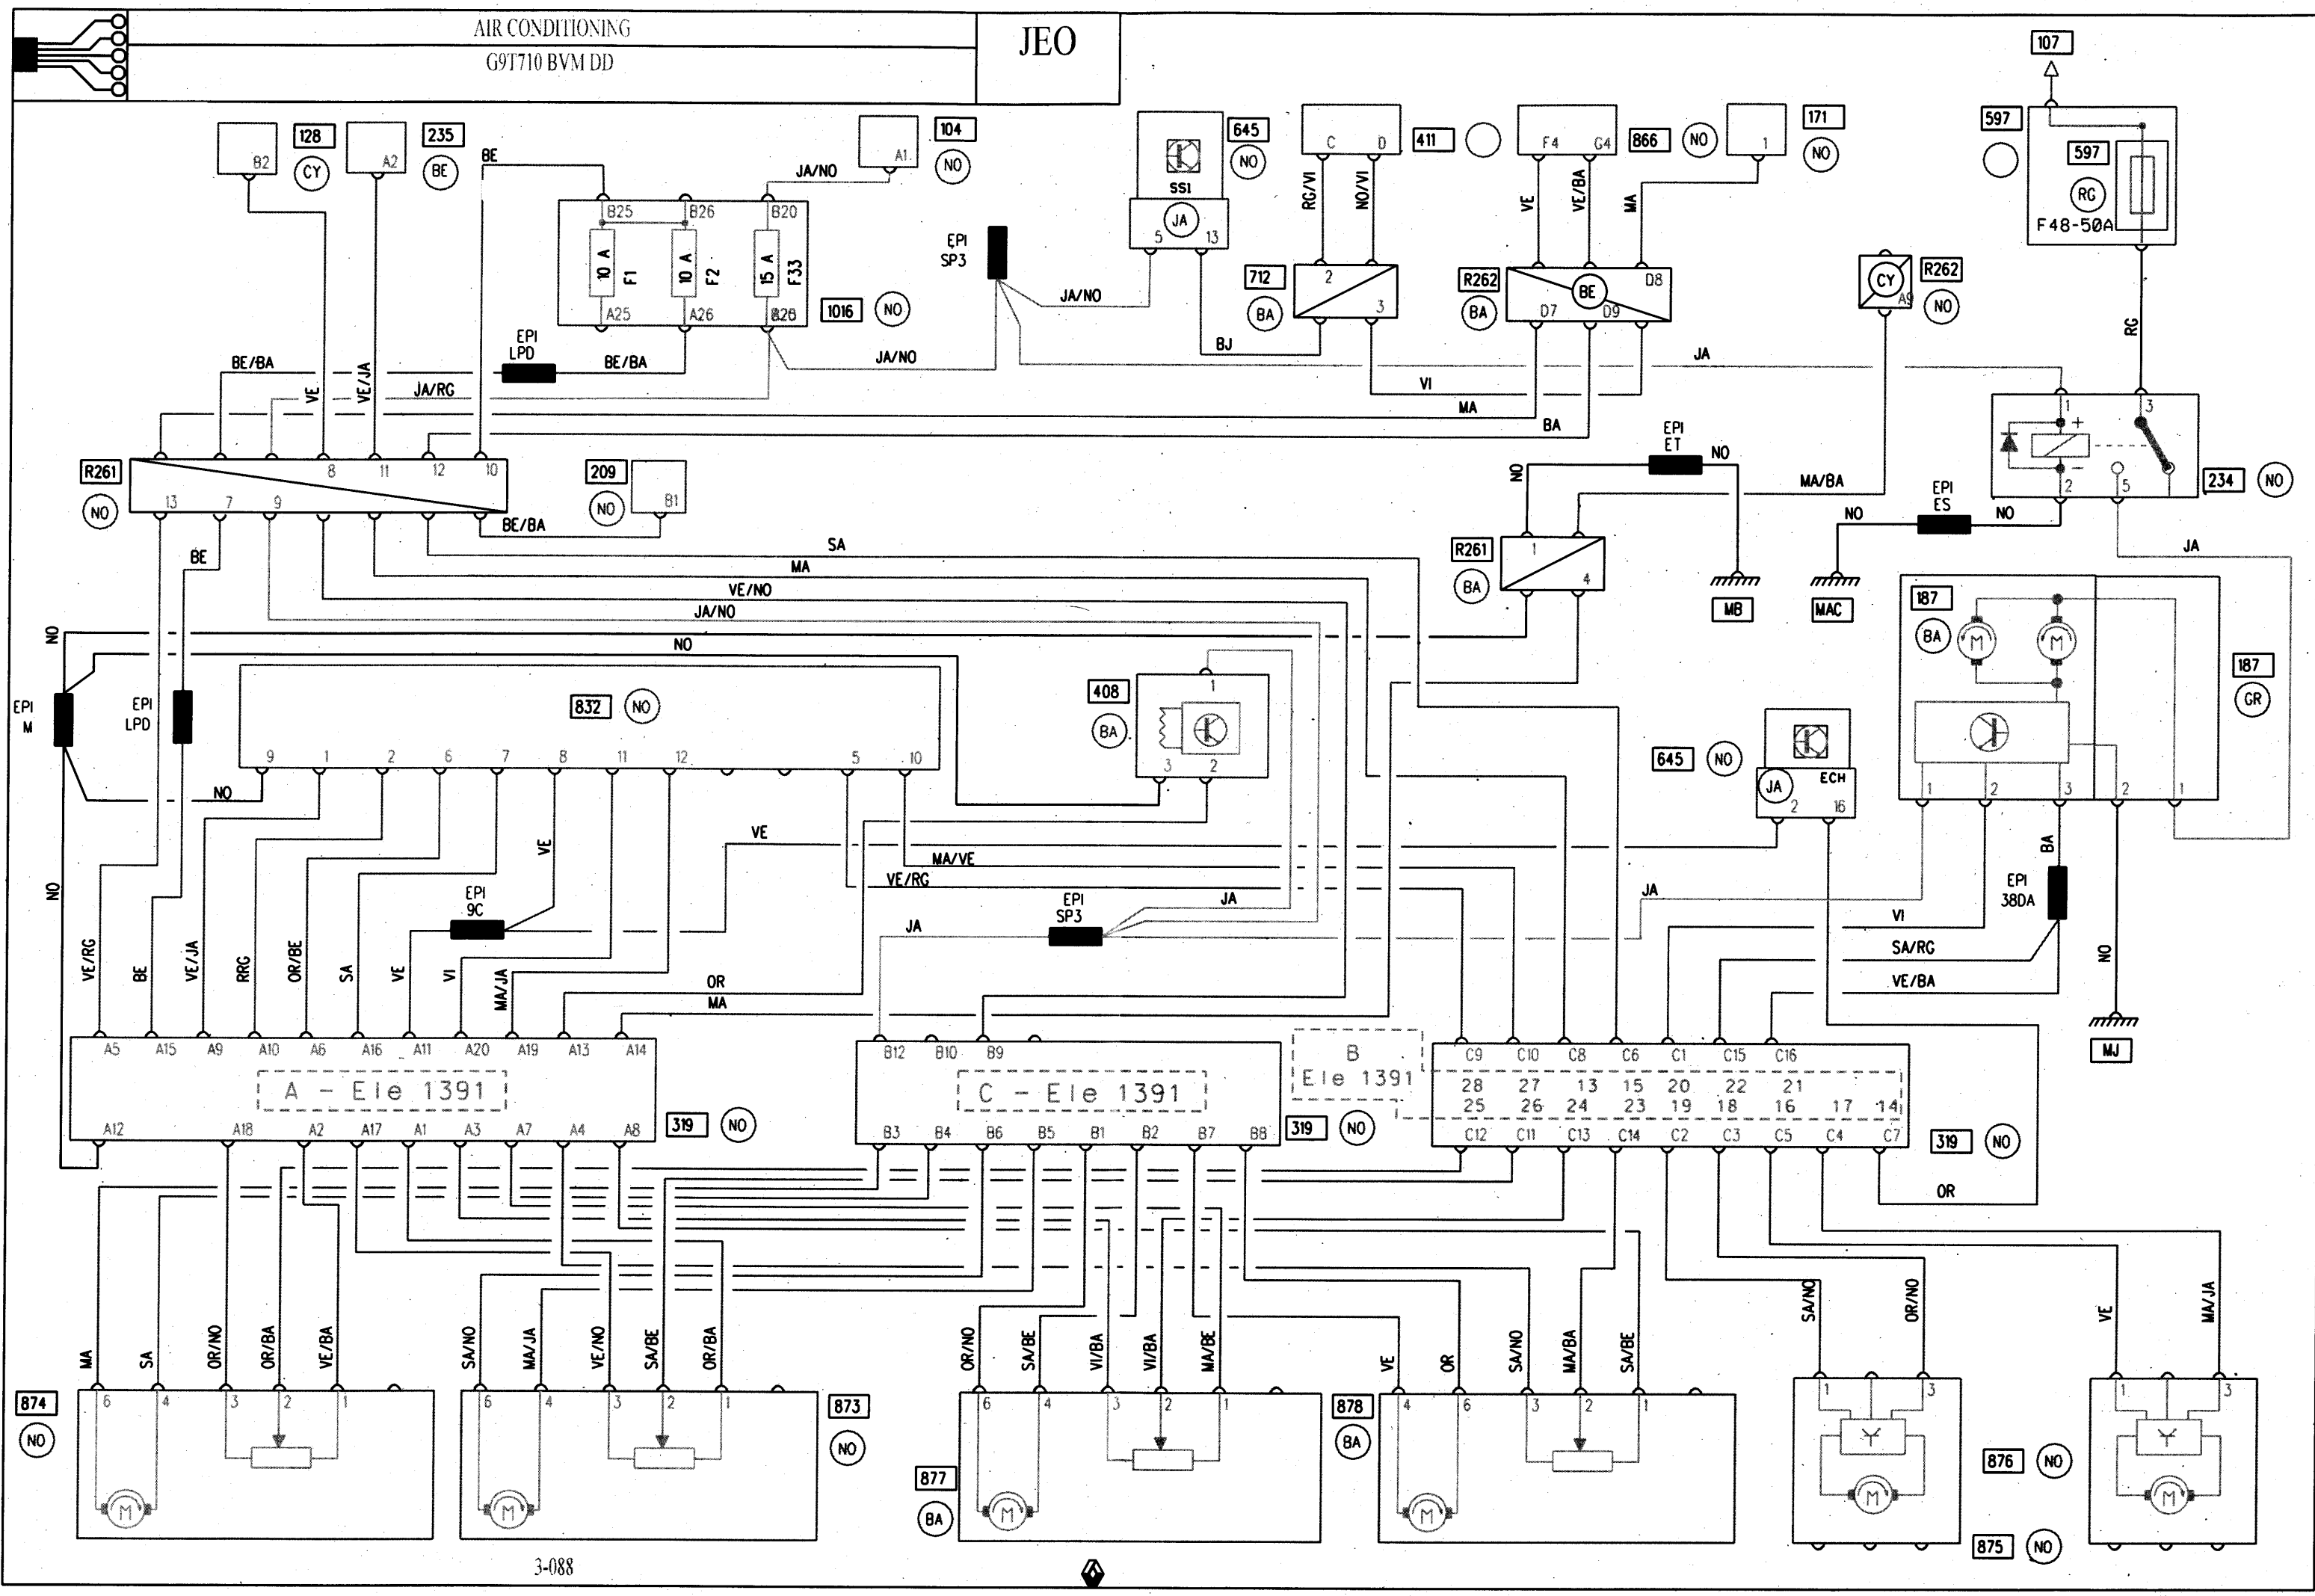 AIR CONDITIONING
G9T710 BVM DD
JEO
107
128
CY
B2
235
BE
A2
BE
104
NO
A1
JA/NO
645
NO
SS1
JA
5 13
C D
411
F4 G4
866
NO
171
NO
1
597
597
RG
F48-50A
B25 B26 B20
10 A F1
10 A F2
15 A F33
A25 A26
1016
NO
EPI
SP3
JA/NO
RG/VI
NO/VI
VE
VE/BA
MA
712
BA
2
3
R262
BA
BE
D8
D7 D9
CY
A9
R262
NO
RG
EPI
LPD
BE/BA
BE/BA
JA/NO
BJ
JA
JA/RG
VE
VE/JA
VI
MA
BA
1 3
+
-
2 5
234
NO
R261
NO
8 11 12 10
13 7 9
209
NO
B1
BE/BA
EPI
ET
NO
NO
MA/BA
EPI
ES
NO
NO
SA
MA
VE/NO
JA/NO
BE
R261
BA
1
4
MB
MAC
JA
187
BA
M
M
187
GR
NO
NO
EPI
M
EPI
LPD
832
NO
9 1 2 6 7 8 11 12 5 10
NO
408
BA
1
3 2
645
NO
ECH
JA
2 16
1 2 3 2 1
VE
VE
MA/VE
VE/RG
BA
EPI
38DA
NO
EPI
9C
EPI
SP3
JA
JA
JA
VI
SA/RG
VE/BA
NO
VE/RG
BE
VE/JA
RRG
OR/BE
SA
VE
VI
MA/JA
OR
MA
MJ
A5 A15 A9 A10 A6 A16 A11 A20 A19 A13 A14
A - Ele 1391
A12 A18 A2 A17 A1 A3 A7 A4 A8
319
NO
B12 B10 B9
C - Ele 1391
B3 B4 B6 B5 B1 B2 B7 B8
319
NO
B
Ele 1391
C9 C10 C8 C6 C1 C15 C16
28 27 13 15 20 22 21
25 26 24 23 19 18 16 17 14
C12 C11 C13 C14 C2 C3 C5 C4 C7
319
NO
OR
MA
SA
OR/NO
OR/BA
VE/BA
SA/NO
MA/JA
VE/NO
SA/BE
OR/BA
OR/NO
SA/BE
VI/BA
VI/BA
MA/BE
VE
OR
SA/NO
MA/BA
SA/BE
SA/NO
OR/NO
VE
MA/JA
874
NO
6 4 3 2 1
M
6 4 3 2 1
M
873
NO
877
BA
6 4 3 2 1
M
878
BA
4 6 3 2 1
M
1 3
M
876
NO
875
NO
1 3
M
3-088